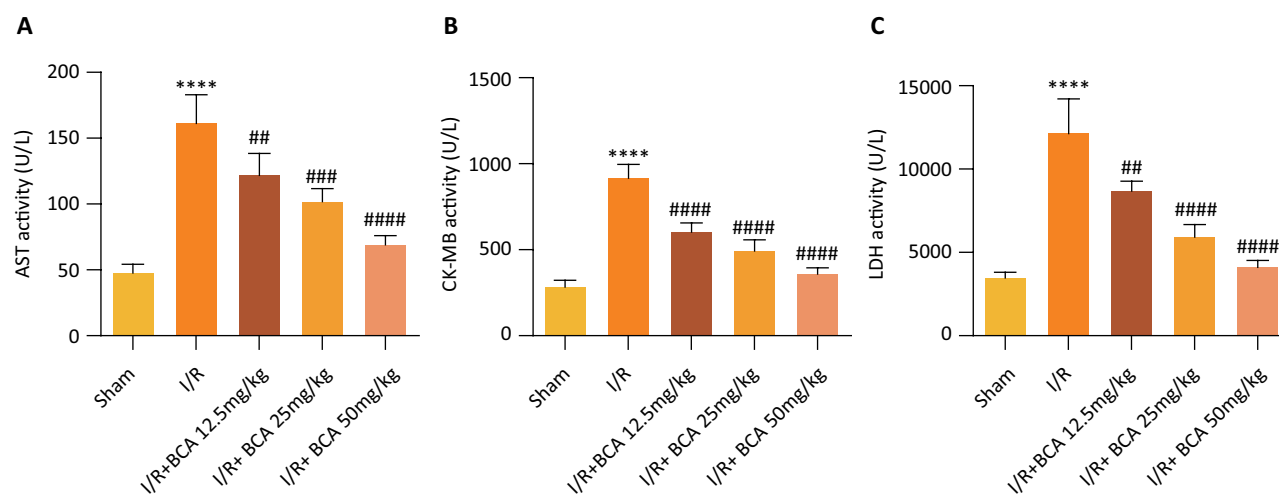 A
AST activity (U/L)
200
150
100
50
0
****
##
###
####
Sham
I/R
I/R+BCA 12.5mg/kg
I/R+ BCA 25mg/kg
I/R+ BCA 50mg/kg
B
CK-MB activity (U/L)
1500
1000
500
0
****
####
####
####
Sham
I/R
I/R+BCA 12.5mg/kg
I/R+ BCA 25mg/kg
I/R+ BCA 50mg/kg
C
LDH activity (U/L)
15000
10000
5000
0
****
##
####
####
Sham
I/R
I/R+BCA 12.5mg/kg
I/R+ BCA 25mg/kg
I/R+ BCA 50mg/kg